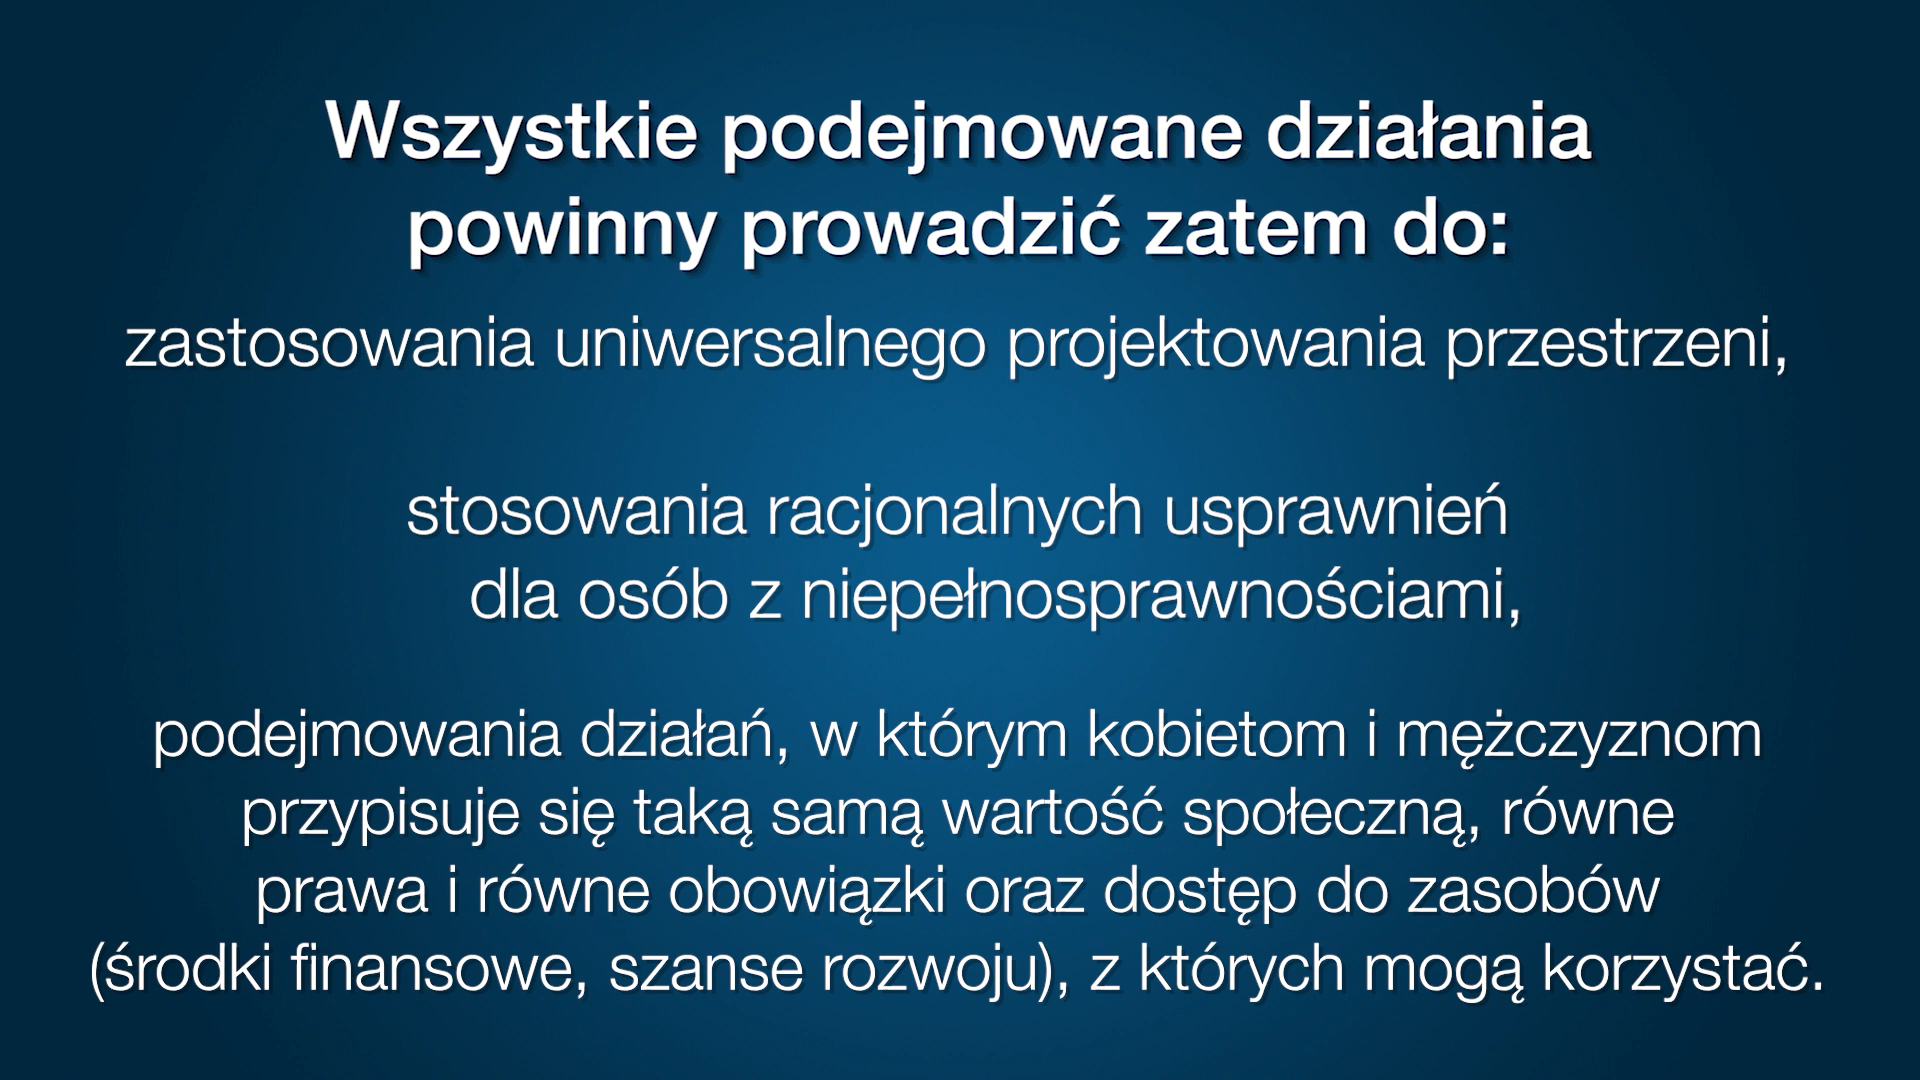 Wszystkie podejmowane działania
powinny prowadzić zatem do:
zastosowania uniwersalnego projektowania przestrzeni,
stosowania racjonalnych usprawnień
dla osób z niepełnosprawnościami,
podejmowania działań, w którym kobietom i mężczyznom
przypisuje się taką samą wartość społeczną, równe
prawa i równe obowiązki oraz dostęp do zasobów
(środki finansowe, szanse rozwoju), z których mogą korzystać.